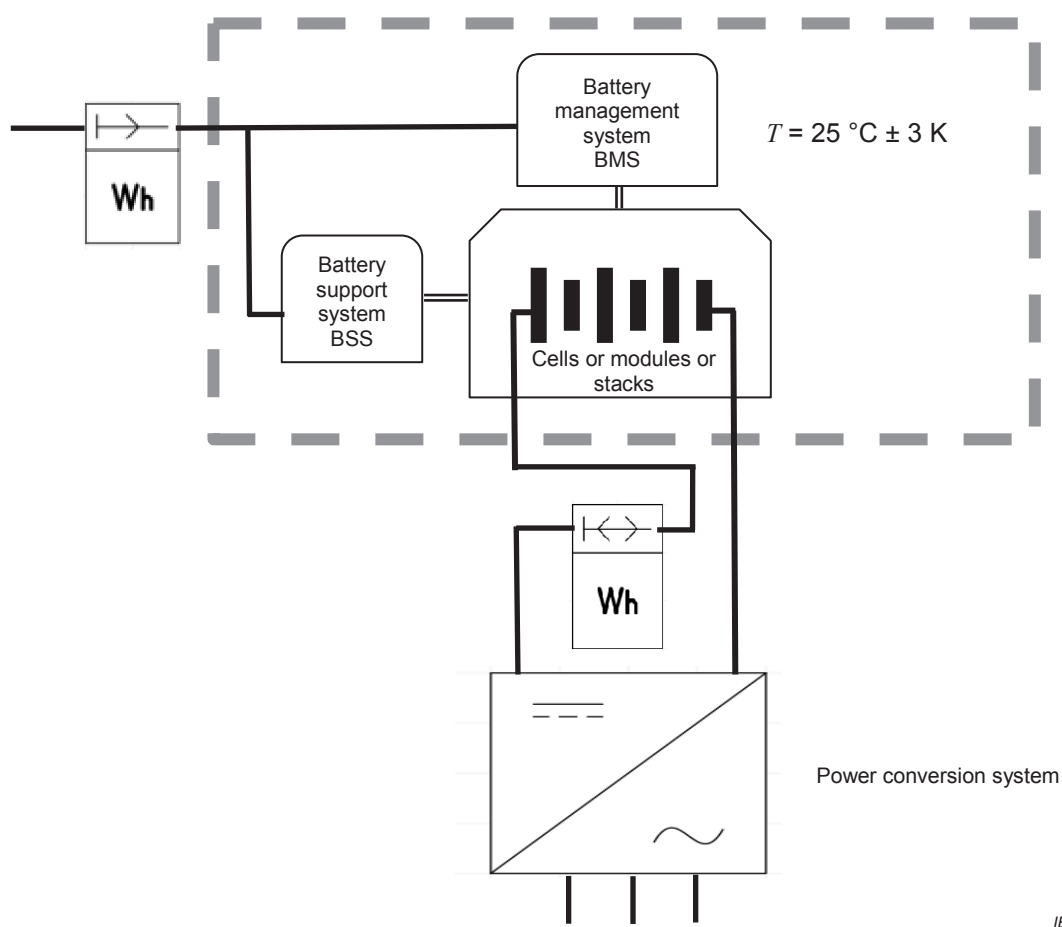 Battery
management
system
BMS
T = 25 °C ± 3 K
Wh
Battery
support
system
BSS
Cells or modules or
stacks
Wh
Power conversion system